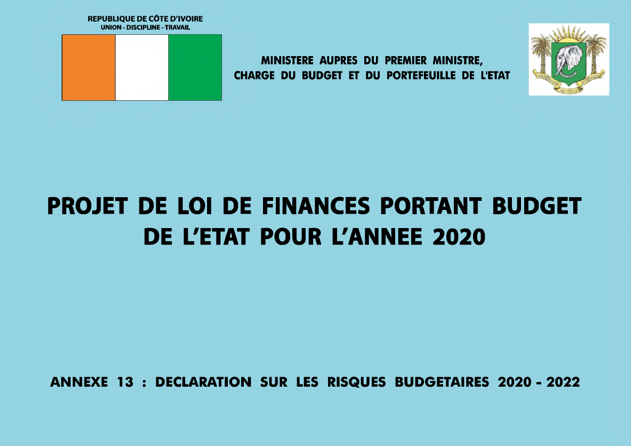 REPUBLIQUE DE CÔTE D'IVOIRE
UNION - DISCIPLINE - TRAVAIL
MINISTERE AUPRES DU PREMIER MINISTRE,
CHARGE DU BUDGET ET DU PORTEFEUILLE DE L'ETAT
PROJET DE LOI DE FINANCES PORTANT BUDGET
DE L'ETAT POUR L'ANNEE 2020
ANNEXE 13 : DECLARATION SUR LES RISQUES BUDGETAIRES 2020 - 2022